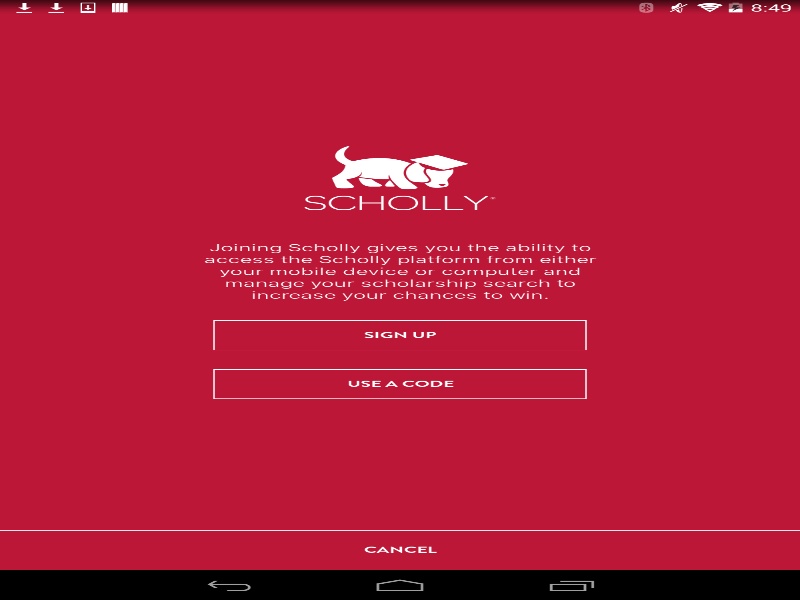 8:49
SCHOLLY
Joining Scholly gives you the ability to
access the Scholly platform from either
your mobile device or computer and
manage your scholarship search to
increase your chances to win.
SIGN UP
USE A CODE
CANCEL